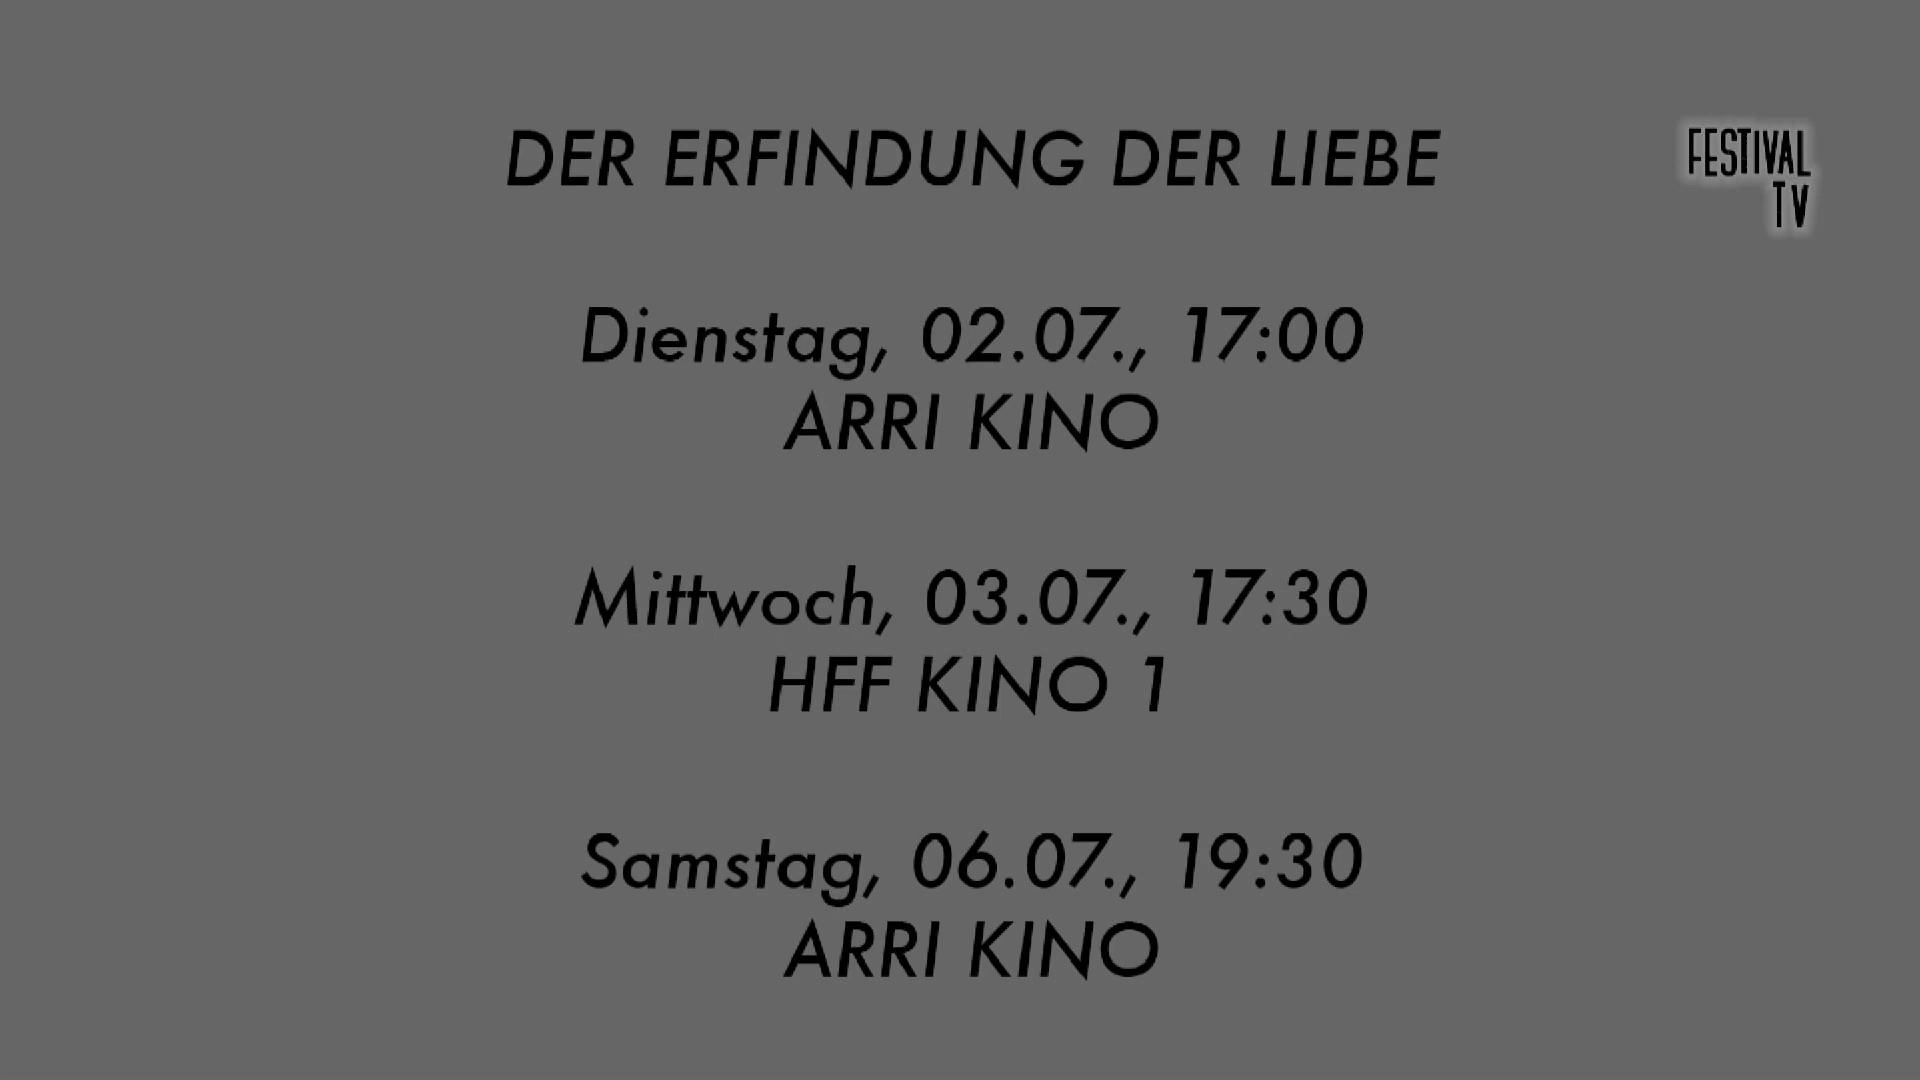 DER ERFINDUNG DER LIEBE
FESTIVAL
TV
Dienstag, 02.07., 17:00
ARRI KINO
Mittwoch, 03.07., 17:30
HFF KINO 1
Samstag, 06.07., 19:30
ARRI KINO